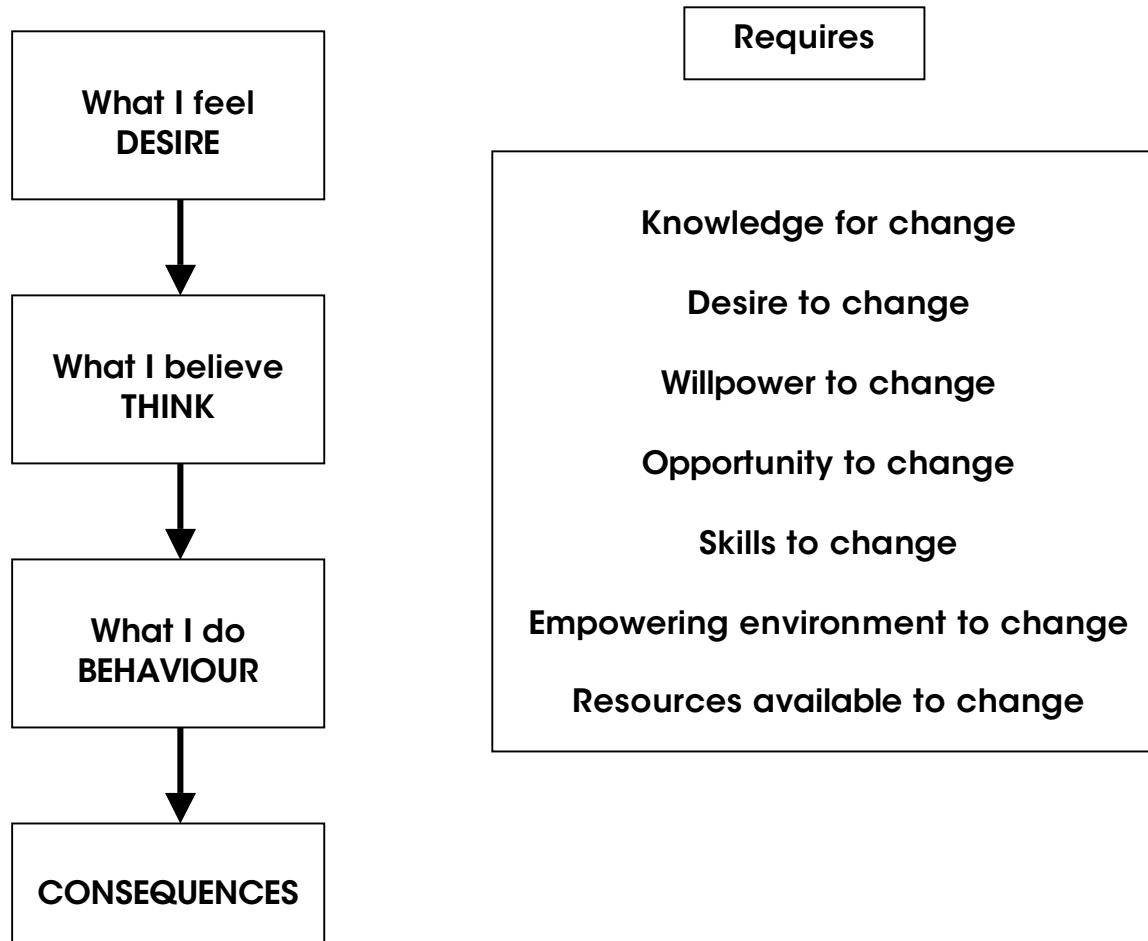 What I feel
DESIRE
What I believe
THINK
What I do
BEHAVIOUR
CONSEQUENCES
Requires
Knowledge for change
Desire to change
Willpower to change
Opportunity to change
Skills to change
Empowering environment to change
Resources available to change